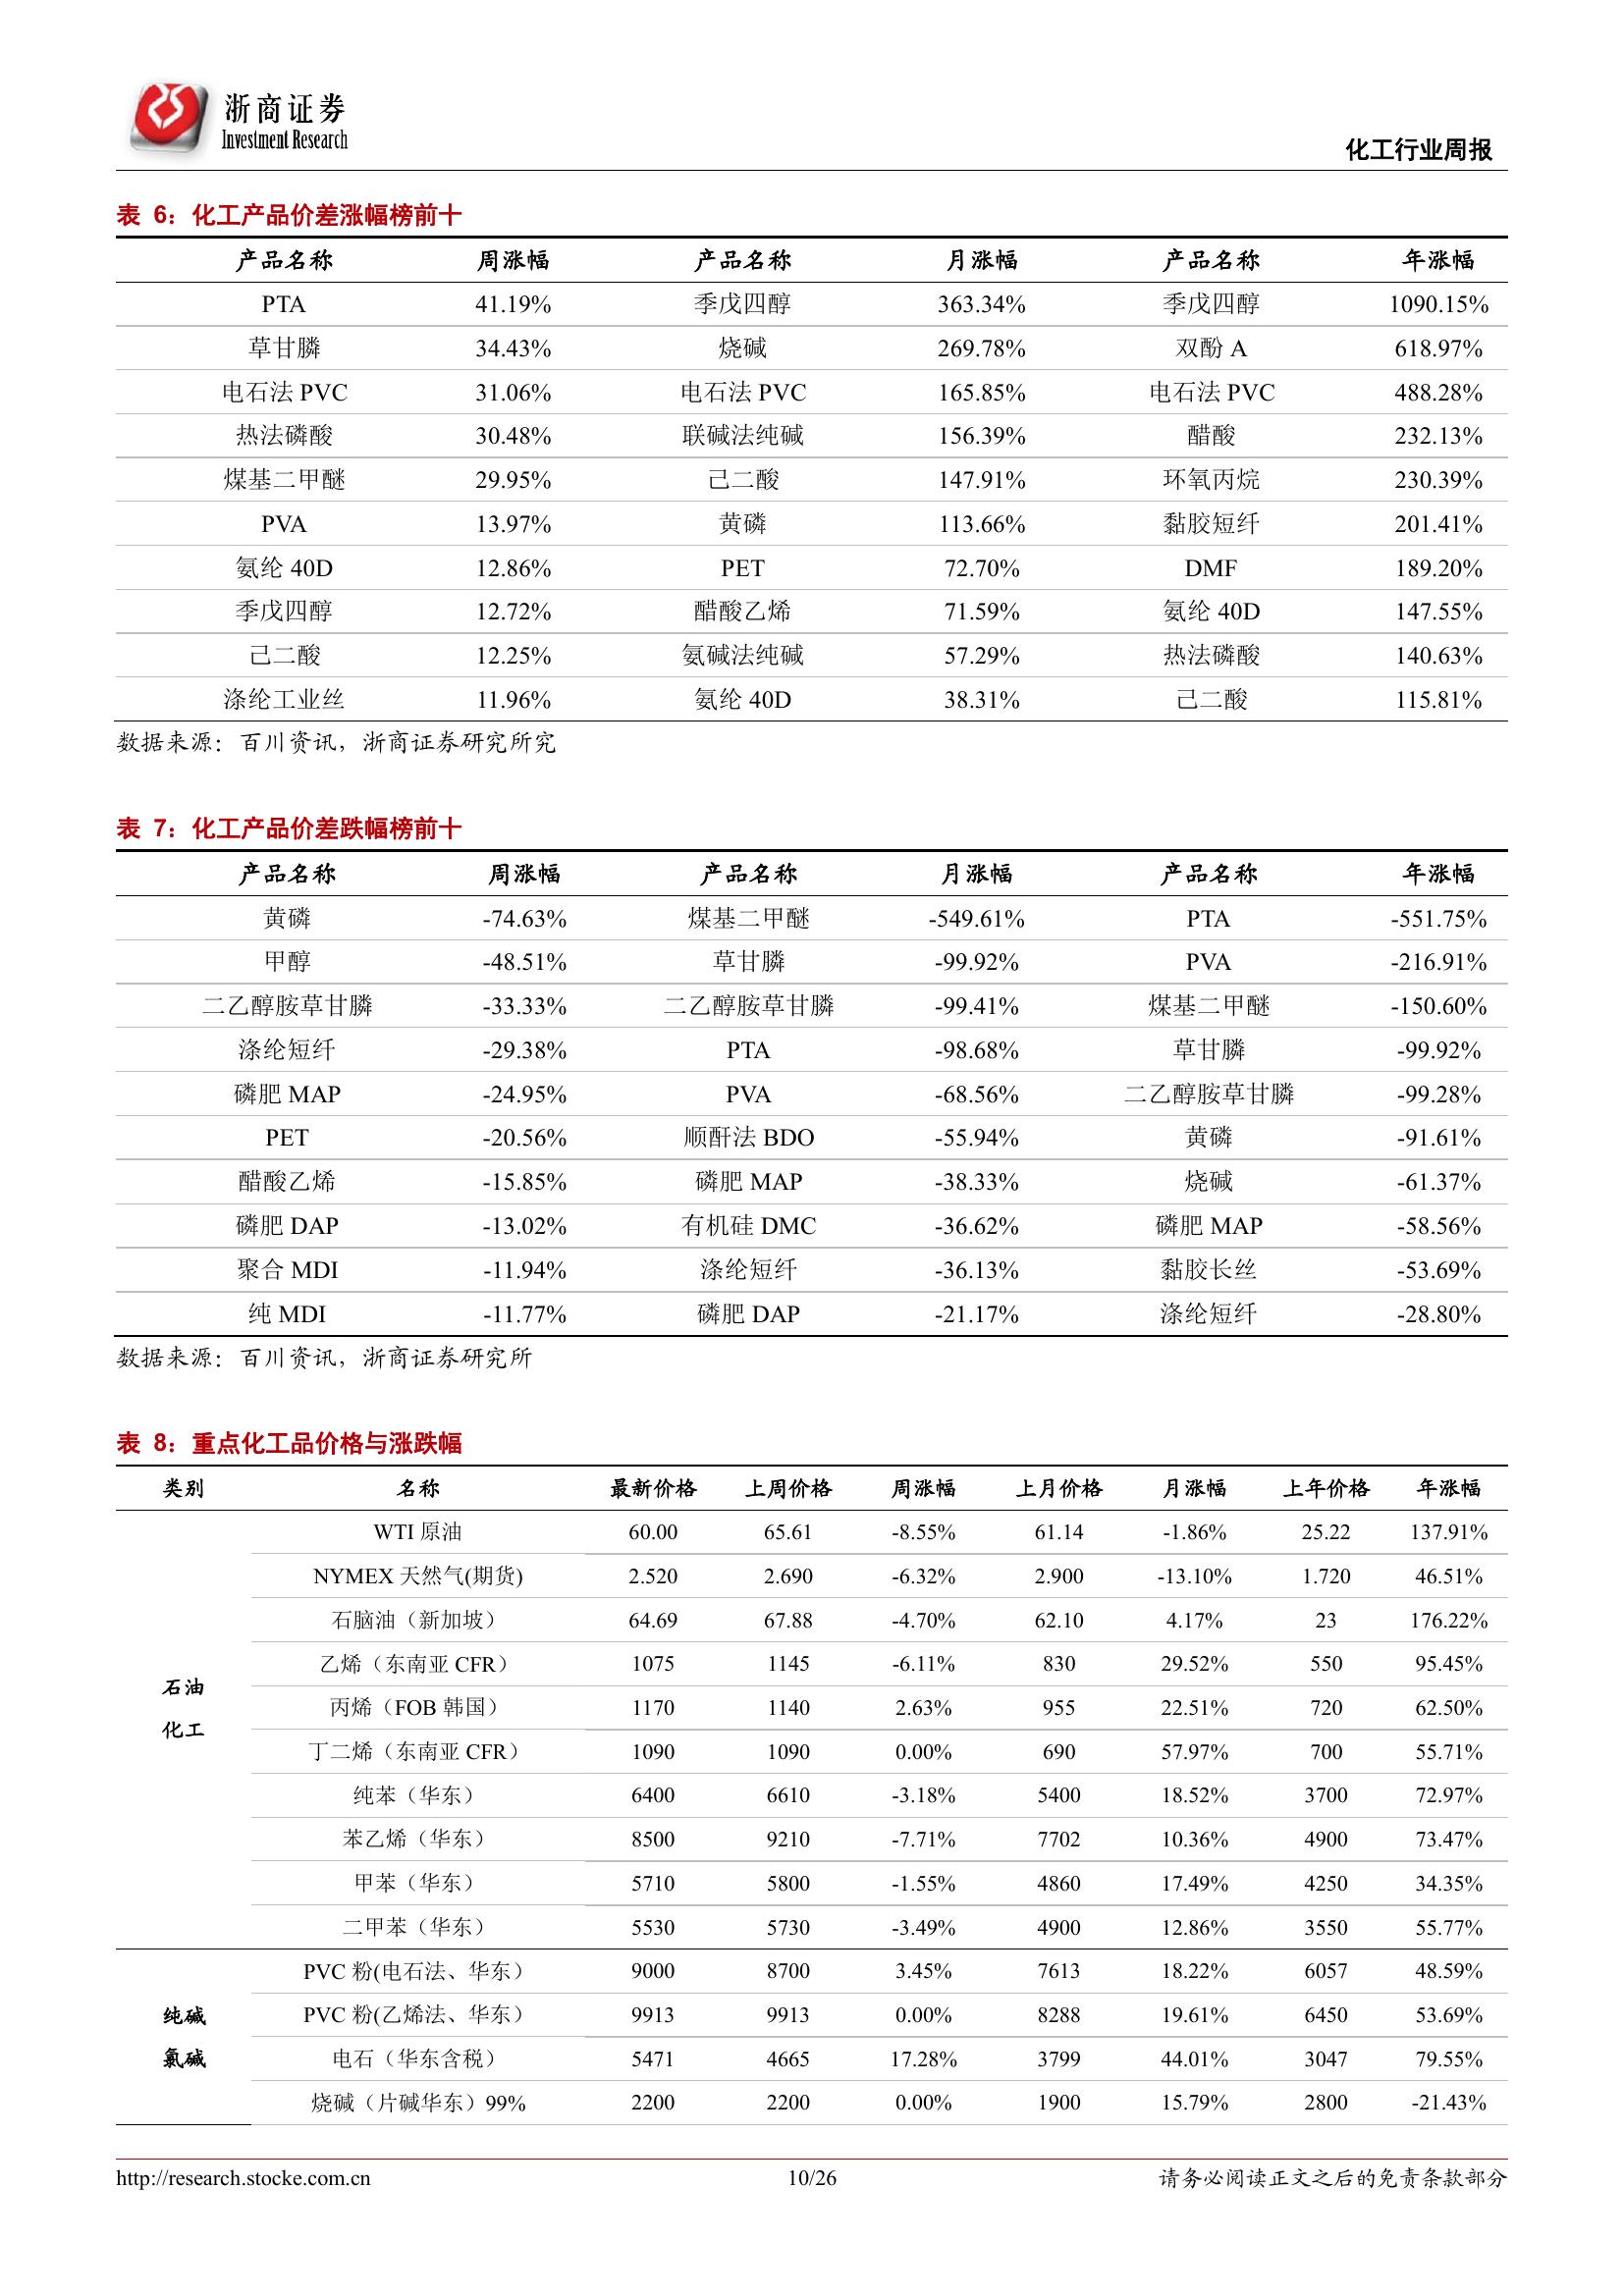 浙商证券
Investment Research
化工行业周报
表 6：化工产品价差涨幅榜前十
产品名称 周涨幅 产品名称 月涨幅 产品名称 年涨幅
PTA 41.19% 季戊四醇 363.34% 季戊四醇 1090.15%
草甘膦 34.43% 烧碱 269.78% 双酚 A 618.97%
电石法 PVC 31.06% 电石法 PVC 165.85% 电石法 PVC 488.28%
热法磷酸 30.48% 联碱法纯碱 156.39% 醋酸 232.13%
煤基二甲醚 29.95% 己二酸 147.91% 环氧丙烷 230.39%
PVA 13.97% 黄磷 113.66% 黏胶短纤 201.41%
氨纶 40D 12.86% PET 72.70% DMF 189.20%
季戊四醇 12.72% 醋酸乙烯 71.59% 氨纶 40D 147.55%
己二酸 12.25% 氨碱法纯碱 57.29% 热法磷酸 140.63%
涤纶工业丝 11.96% 氨纶 40D 38.31% 己二酸 115.81%
数据来源：百川资讯，浙商证券研究所究
表 7：化工产品价差跌幅榜前十
产品名称 周涨幅 产品名称 月涨幅 产品名称 年涨幅
黄磷 -74.63% 煤基二甲醚 -549.61% PTA -551.75%
甲醇 -48.51% 草甘膦 -99.92% PVA -216.91%
二乙醇胺草甘膦 -33.33% 二乙醇胺草甘膦 -99.41% 煤基二甲醚 -150.60%
涤纶短纤 -29.38% PTA -98.68% 草甘膦 -99.92%
磷肥 MAP -24.95% PVA -68.56% 二乙醇胺草甘膦 -99.28%
PET -20.56% 顺酐法 BDO -55.94% 黄磷 -91.61%
醋酸乙烯 -15.85% 磷肥 MAP -38.33% 烧碱 -61.37%
磷肥 DAP -13.02% 有机硅 DMC -36.62% 磷肥 MAP -58.56%
聚合 MDI -11.94% 涤纶短纤 -36.13% 黏胶长丝 -53.69%
纯 MDI -11.77% 磷肥 DAP -21.17% 涤纶短纤 -28.80%
数据来源：百川资讯，浙商证券研究所
表 8：重点化工品价格与涨跌幅
类别 名称 最新价格 上周价格 周涨幅 上月价格 月涨幅 上年价格 年涨幅
石油
化工
WTI 原油 60.00 65.61 -8.55% 61.14 -1.86% 25.22 137.91%
NYMEX 天然气(期货) 2.520 2.690 -6.32% 2.900 -13.10% 1.720 46.51%
石脑油（新加坡） 64.69 67.88 -4.70% 62.10 4.17% 23 176.22%
乙烯（东南亚 CFR） 1075 1145 -6.11% 830 29.52% 550 95.45%
丙烯（FOB 韩国） 1170 1140 2.63% 955 22.51% 720 62.50%
丁二烯（东南亚 CFR） 1090 1090 0.00% 690 57.97% 700 55.71%
纯苯（华东） 6400 6610 -3.18% 5400 18.52% 3700 72.97%
苯乙烯（华东） 8500 9210 -7.71% 7702 10.36% 4900 73.47%
甲苯（华东） 5710 5800 -1.55% 4860 17.49% 4250 34.35%
二甲苯（华东） 5530 5730 -3.49% 4900 12.86% 3550 55.77%
纯碱
氯碱
PVC 粉(电石法、华东） 9000 8700 3.45% 7613 18.22% 6057 48.59%
PVC 粉(乙烯法、华东） 9913 9913 0.00% 8288 19.61% 6450 53.69%
电石（华东含税） 5471 4665 17.28% 3799 44.01% 3047 79.55%
烧碱（片碱华东）99% 2200 2200 0.00% 1900 15.79% 2800 -21.43%
http://research.stocke.com.cn 10/26 请务必阅读正文之后的免责条款部分